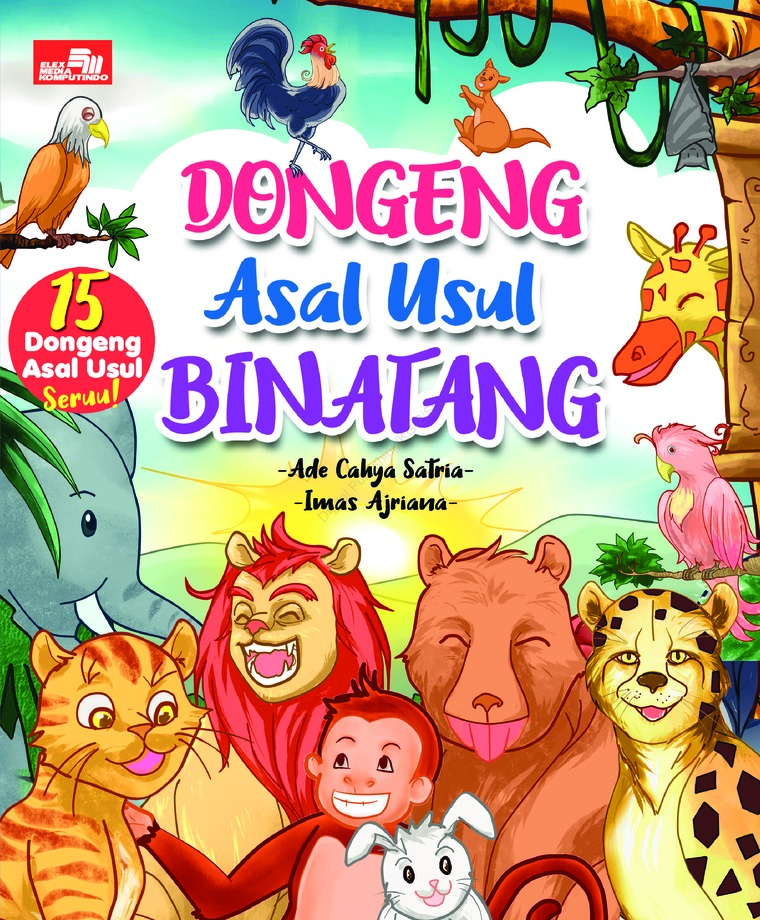 ELEX
MEDIA
KOMPUTINDO
DONGENG
Asal Usul
BINATANG
15
Dongeng
Asal Usul
Seruu!
-Ade Cahya Satria-
-Imas Ajriana-